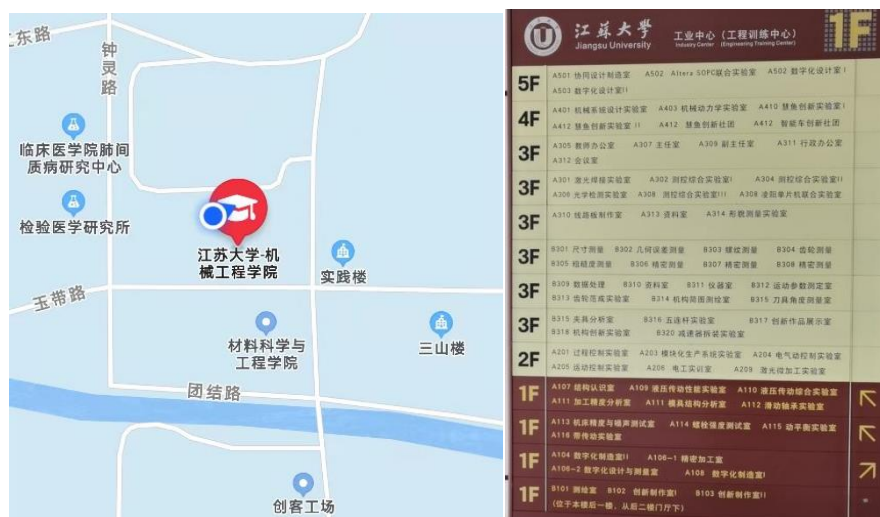 东路
钟灵路
临床医学院肺间
质病研究中心
检验医学研究所
江苏大学-机
械工程学院
实践楼
玉带路
材料科学与
工程学院
三山楼
团结路
创客工场
江苏大学
Jiangsu University
工业中心（工程训练中心）
Industry Center (Engineering Training Center)
1F
5F
A501 协同设计制造室 A502 Altera SOPC联合实验室 A502 数字化设计室I
A503 数字化设计室II
4F
A401 机械系统设计实验室 A403 机械动力学实验室 A410 慧鱼创新实验室I
A412 慧鱼创新实验室 II A412 慧鱼创新社团 A412 智能车创新社团
3F
A305 教师办公室 A307 主任室 A309 副主任室 A311 行政办公室
A312 会议室
3F
A301 激光焊接实验室 A302 测控综合实验室I A304 测控综合实验室II
A306 光学检测实验室 A308 测控综合实验室III A308 凌阳单片机联合实验室
3F
A310 线路板制作室 A313 资料室 A314 形貌测量实验室
3F
B301 尺寸测量 B302 几何误差测量 B303 螺纹测量 B304 齿轮测量
B305 粗糙度测量 B306 精密测量 B307 精密测量 B308 精密测量
3F
B309 数据处理 B310 资料室 B311 仪器室 B312 运动参数测定室
B313 齿轮范成实验室 B314 机构简图测绘室 B315 刀具角度测量室
3F
B315 夹具分析室 B316 五连杆实验室 B317 创新作品展示室
B318 机构创新实验室 B320 减速器拆装实验室
2F
A201 过程控制实验室 A203 模块化生产系统实验室 A204 电气动控制实验室
A205 运动控制实验室 A206 电工实训室 A209 激光微加工实验室
1F
A107 结构认识室 A109 液压传动性能实验室 A110 液压传动综合实验室
A111 加工精度分析室 A111 模具结构分析室 A112 滑动轴承实验室
1F
A113 机床精度与噪声测试室 A114 螺栓强度测试室 A115 动平衡实验室
A116 带传动实验室
1F
A104 数字化制造室II A106-1 精密加工室
A106-2 数字化设计与测量室 A108 数字化制造室I
1F
B101 测绘室 B102 创新制作室I B103 创新制作室II
(位于本楼后一楼，从后二楼门厅下)